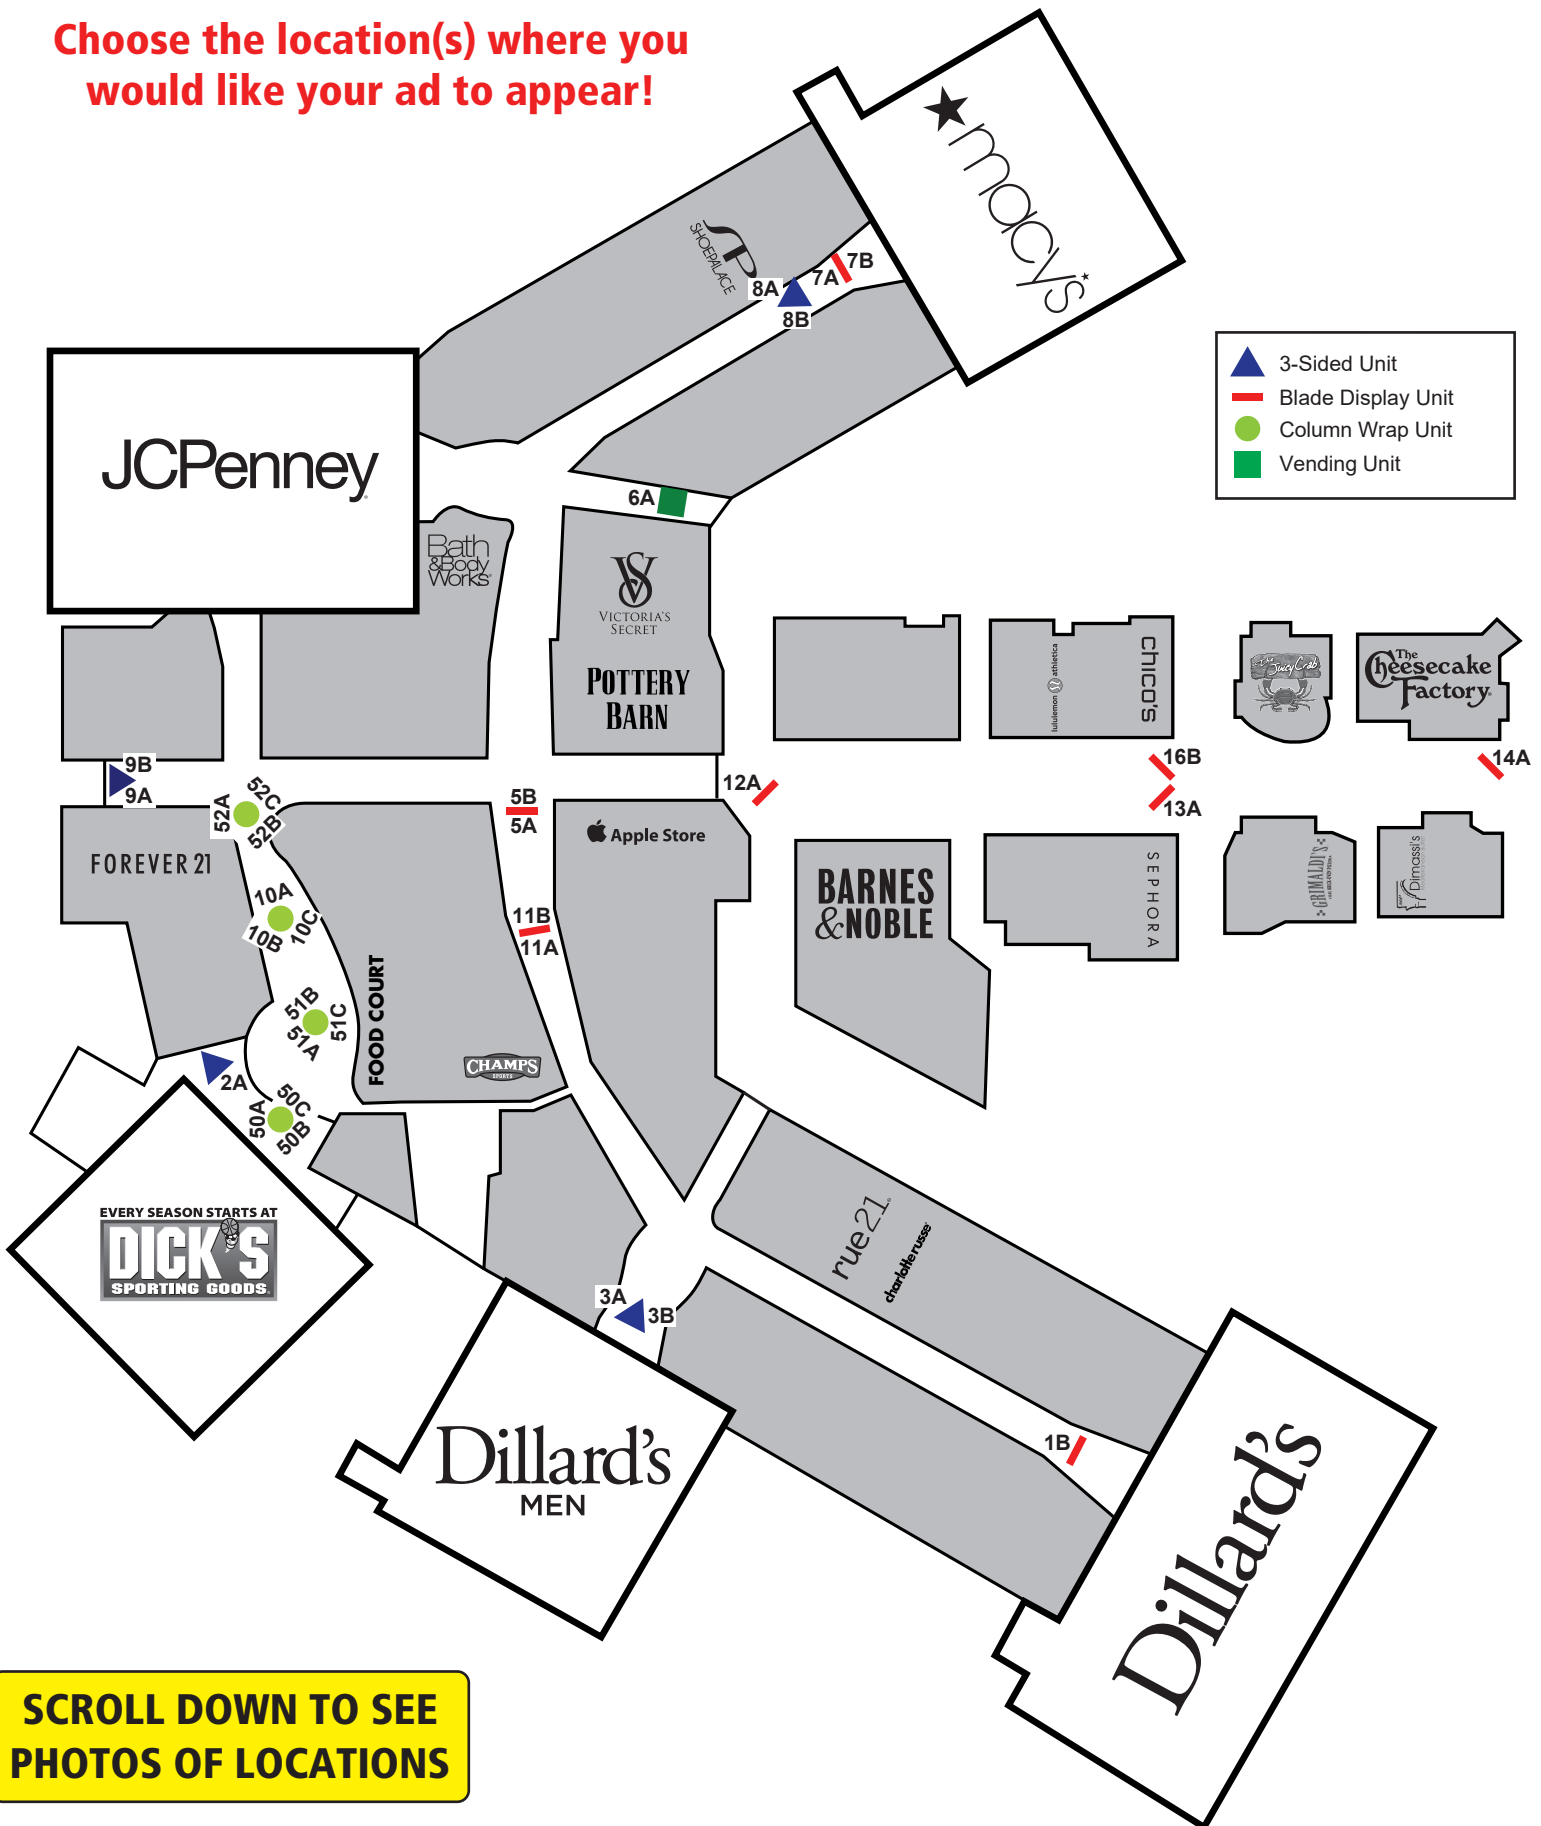 Choose the location(s) where you
would like your ad to appear!
macy's
SHOEPALACE
7B
7A
8A
8B
3-Sided Unit
Blade Display Unit
Column Wrap Unit
Vending Unit
JCPenney
6A
Bath
&Body
Works
VS
VICTORIA'S
SECRET
POTTERY
BARN
lululemon athletica
chico's
The Juicy Crab
The
Cheesecake
Factory
9B
9A
52A
52C
52B
5B
5A
12A
16B
13A
14A
FOREVER 21
Apple Store
BARNES
&NOBLE
SEPHORA
GRIMALDI'S
Dimassi's
10A
10B
10C
11B
11A
51B
51A
51C
FOOD COURT
CHAMPS
SPORTS
2A
50A
50C
50B
EVERY SEASON STARTS AT
DICK'S
SPORTING GOODS
rue21
charlotte russe
3A
3B
1B
Dillard's
MEN
Dillard's
SCROLL DOWN TO SEE
PHOTOS OF LOCATIONS